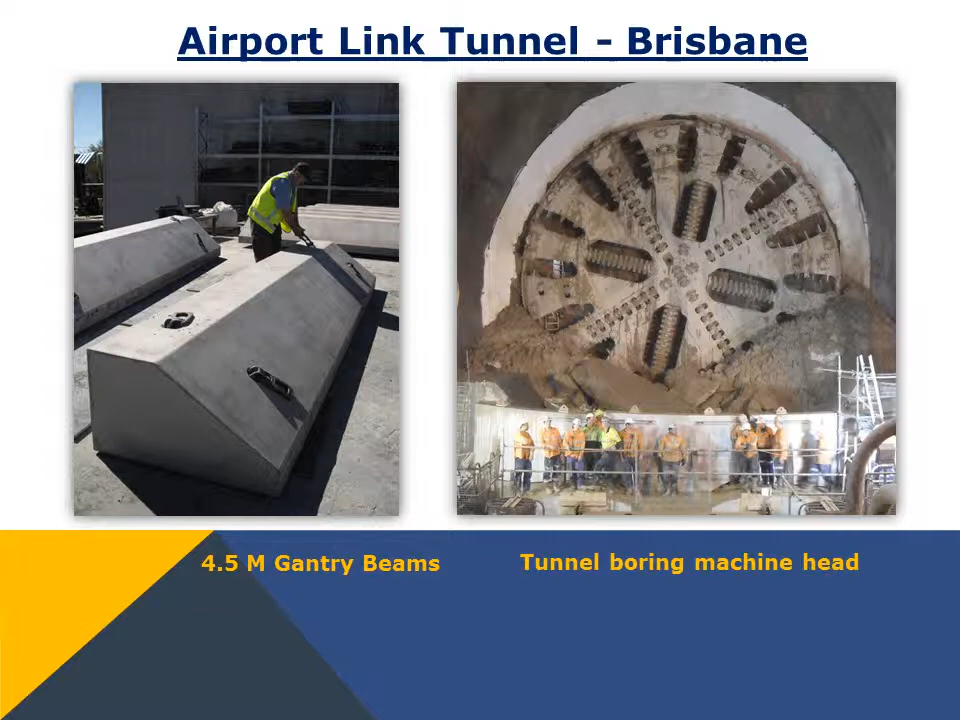 Airport Link Tunnel - Brisbane
4.5 M Gantry Beams
Tunnel boring machine head